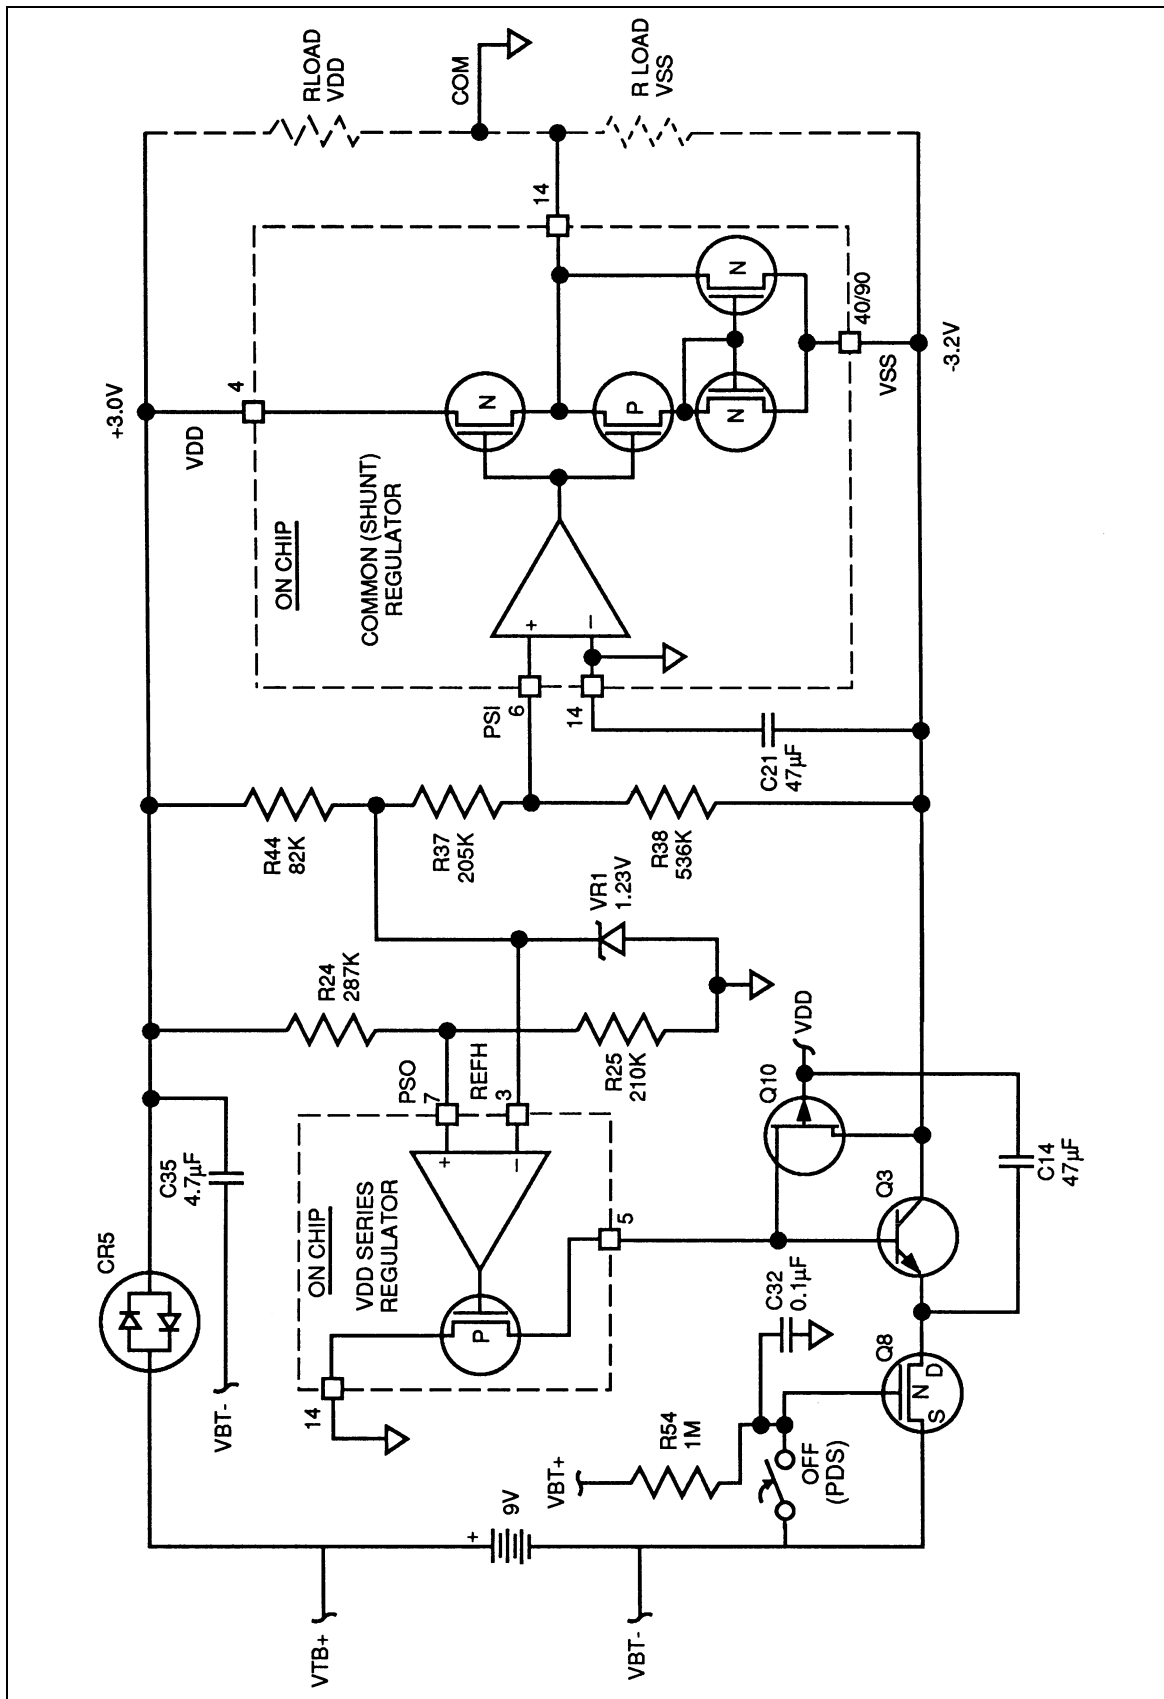 VTB+
VBT-
9V
+
CR5
VBT-
C35
4.7µF
14
ON CHIP
VDD SERIES
REGULATOR
P
+
−
PSO
7
REFH
3
5
VBT+
R54
1M
OFF
(PDS)
C32
0.1µF
Q8
S
N
D
Q3
Q10
VDD
C14
47µF
R24
287K
R25
210K
VR1
1.23V
R44
82K
R37
205K
R38
536K
PSI
6
14
C21
47µF
+
−
ON CHIP
COMMON (SHUNT)
REGULATOR
+3.0V
VDD
4
N
P
N
N
14
VSS
40/90
-3.2V
RLOAD
VDD
COM
R LOAD
VSS